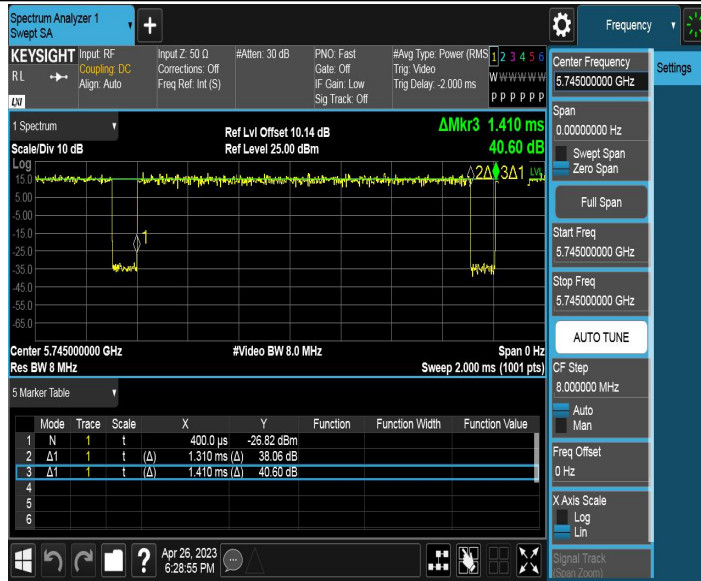 Spectrum Analyzer 1
Swept SA
+
Frequency
KEYSIGHT
Input: RF
Input Z: 50 Ω
#Atten: 30 dB
PNO: Fast
#Avg Type: Power (RMS
1 2 3 4 5 6
RL
Coupling: DC
Corrections: Off
Gate: Off
Trig: Video
W W W W W W
Align: Auto
Freq Ref: Int (S)
IF Gain: Low
Trig Delay: -2.000 ms
Sig Track: Off
P P P P P P
LXI
Center Frequency
5.745000000 GHz
Settings
Span
0.00000000 Hz
Swept Span
Zero Span
Full Span
Start Freq
5.745000000 GHz
Stop Freq
5.745000000 GHz
AUTO TUNE
CF Step
8.000000 MHz
Auto
Man
Freq Offset
0 Hz
X Axis Scale
Log
Lin
Signal Track
(Span Zoom)
1 Spectrum
Ref Lvl Offset 10.14 dB
ΔMkr3 1.410 ms
Scale/Div 10 dB
Ref Level 25.00 dBm
40.60 dB
Log
15.0
5.00
-5.00
-15.0
-25.0
-35.0
-45.0
-55.0
-65.0
1
2Δ
3Δ1
LVL
Center 5.745000000 GHz
#Video BW 8.0 MHz
Span 0 Hz
Res BW 8 MHz
Sweep 2.000 ms (1001 pts)
5 Marker Table
Mode Trace Scale X Y Function Function Width Function Value
1 N 1 t 400.0 µs -26.82 dBm
2 Δ1 1 t (Δ) 1.310 ms (Δ) 38.06 dB
3 Δ1 1 t (Δ) 1.410 ms (Δ) 40.60 dB
4
5
6
?
Apr 26, 2023
6:28:55 PM